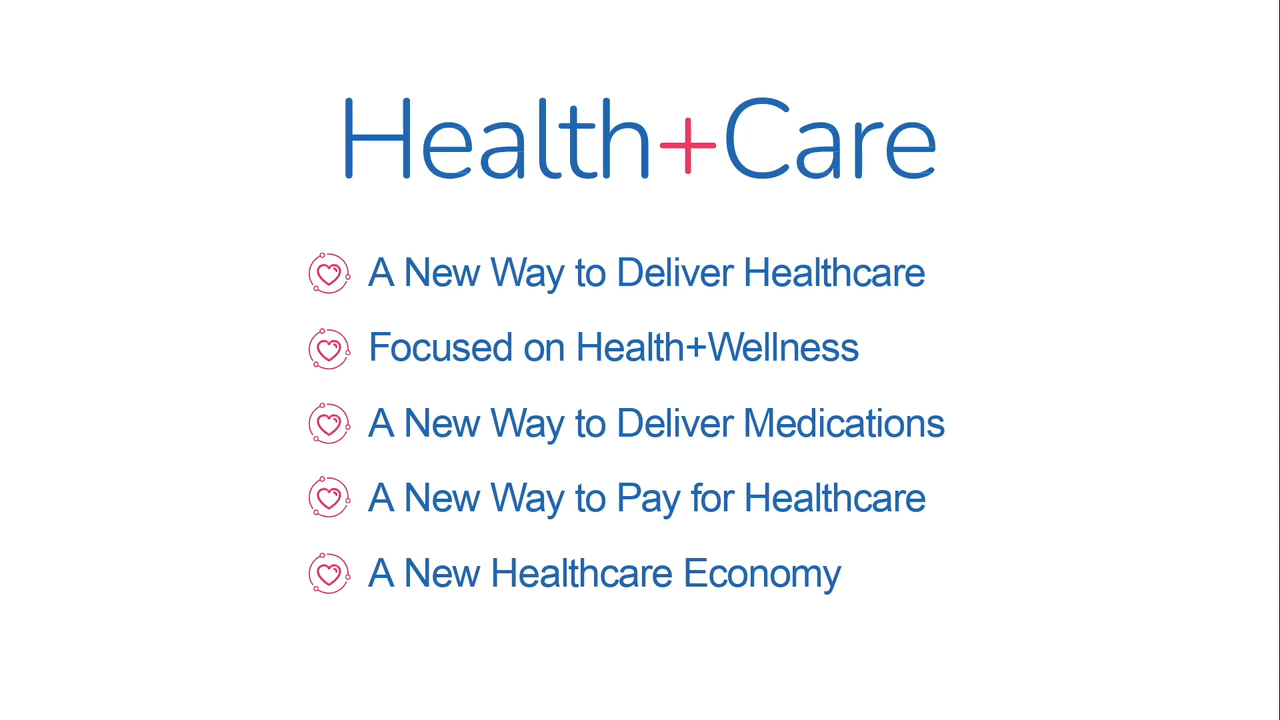 Health+Care
A New Way to Deliver Healthcare
Focused on Health+Wellness
A New Way to Deliver Medications
A New Way to Pay for Healthcare
A New Healthcare Economy